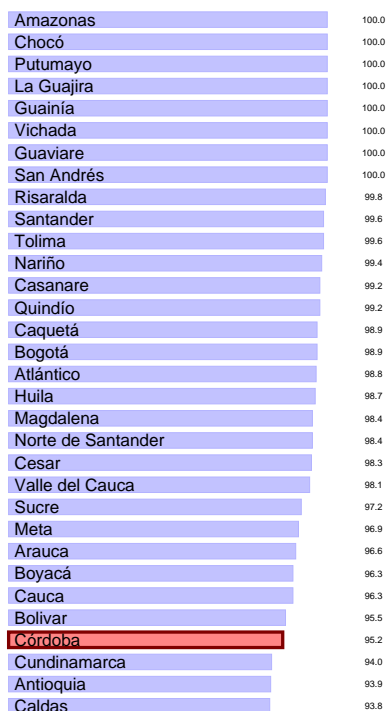 Amazonas 100.0
Chocó 100.0
Putumayo 100.0
La Guajira 100.0
Guainía 100.0
Vichada 100.0
Guaviare 100.0
San Andrés 100.0
Risaralda 99.8
Santander 99.6
Tolima 99.6
Nariño 99.4
Casanare 99.2
Quindío 99.2
Caquetá 98.9
Bogotá 98.9
Atlántico 98.8
Huila 98.7
Magdalena 98.4
Norte de Santander 98.4
Cesar 98.3
Valle del Cauca 98.1
Sucre 97.2
Meta 96.9
Arauca 96.6
Boyacá 96.3
Cauca 96.3
Bolivar 95.5
Córdoba 95.2
Cundinamarca 94.0
Antioquia 93.9
Caldas 93.8